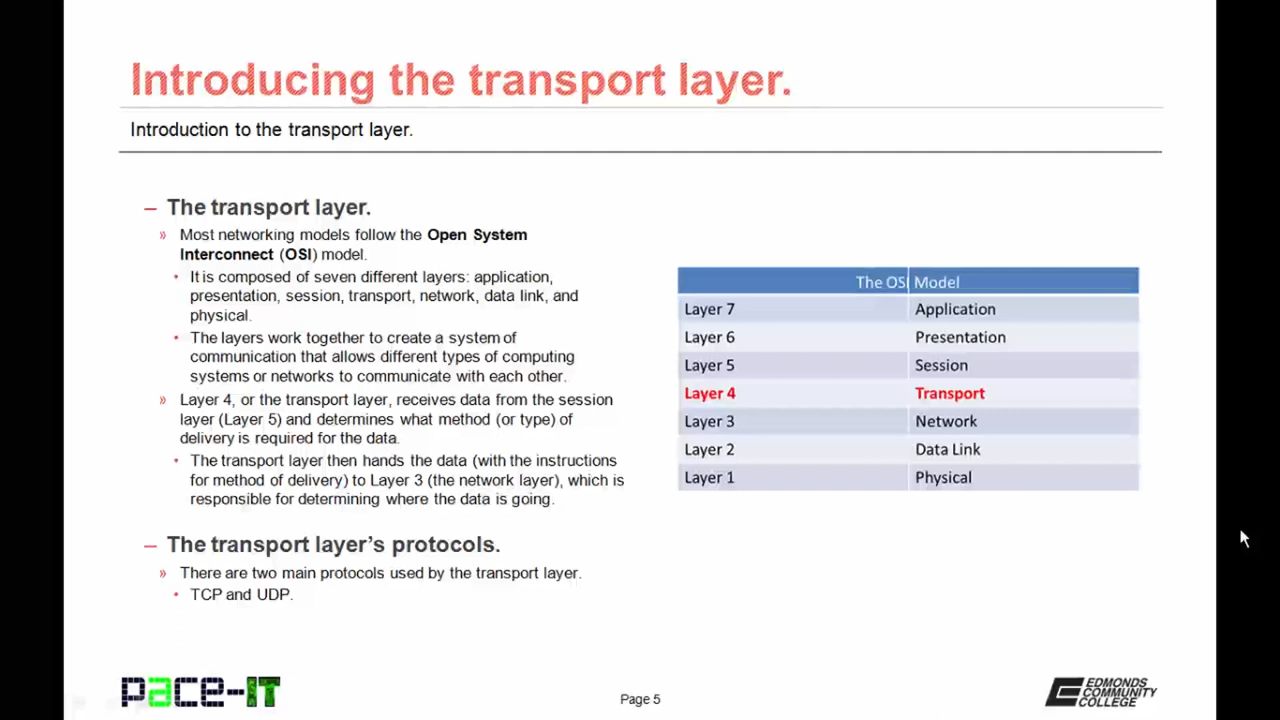 Introducing the transport layer.
Introduction to the transport layer.
– The transport layer.
» Most networking models follow the Open System
Interconnect (OSI) model.
• It is composed of seven different layers: application,
presentation, session, transport, network, data link, and
physical.
• The layers work together to create a system of
communication that allows different types of computing
systems or networks to communicate with each other.
» Layer 4, or the transport layer, receives data from the session
layer (Layer 5) and determines what method (or type) of
delivery is required for the data.
• The transport layer then hands the data (with the instructions
for method of delivery) to Layer 3 (the network layer), which is
responsible for determining where the data is going.
– The transport layer's protocols.
» There are two main protocols used by the transport layer.
• TCP and UDP.
The OSI Model
Layer 7 Application
Layer 6 Presentation
Layer 5 Session
Layer 4 Transport
Layer 3 Network
Layer 2 Data Link
Layer 1 Physical
pace-IT
Page 5
EDMONDS
COMMUNITY
COLLEGE